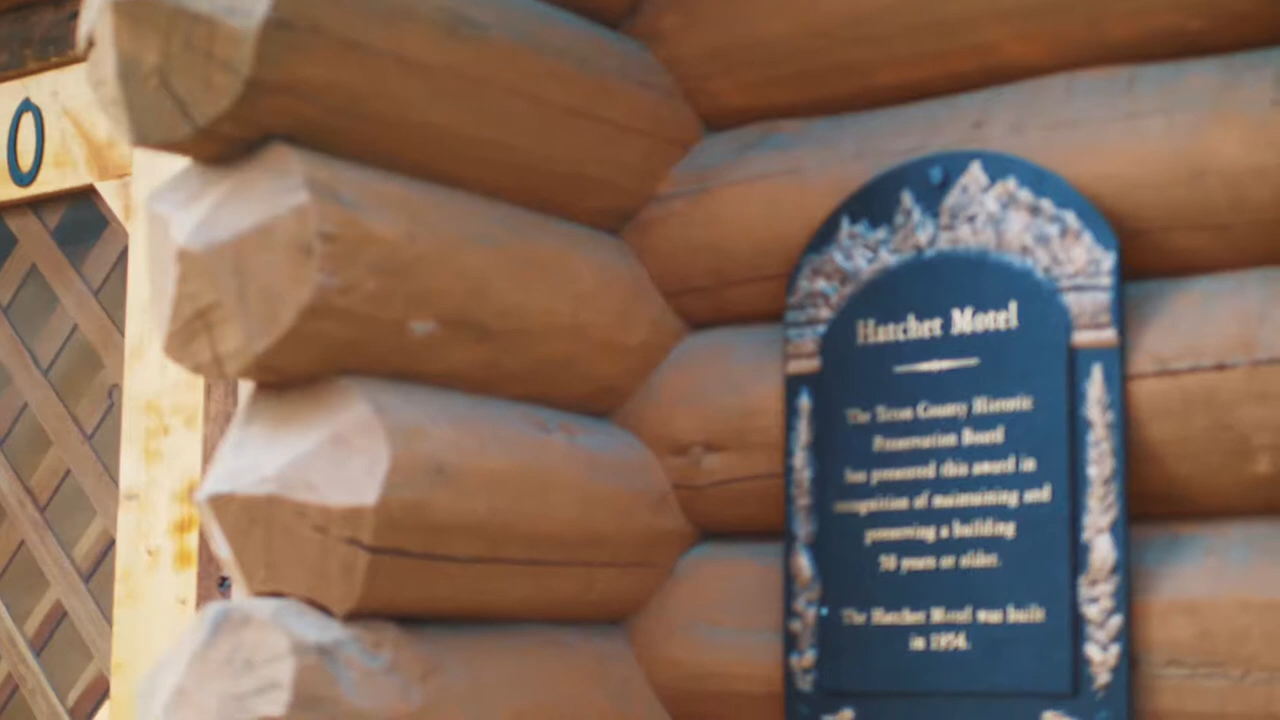 0
Hatchet Motel
The Teton County Historic
Preservation Board
has presented this award in
recognition of maintaining and
preserving a building
50 years or older.
The Hatchet Motel was built
in 1954.